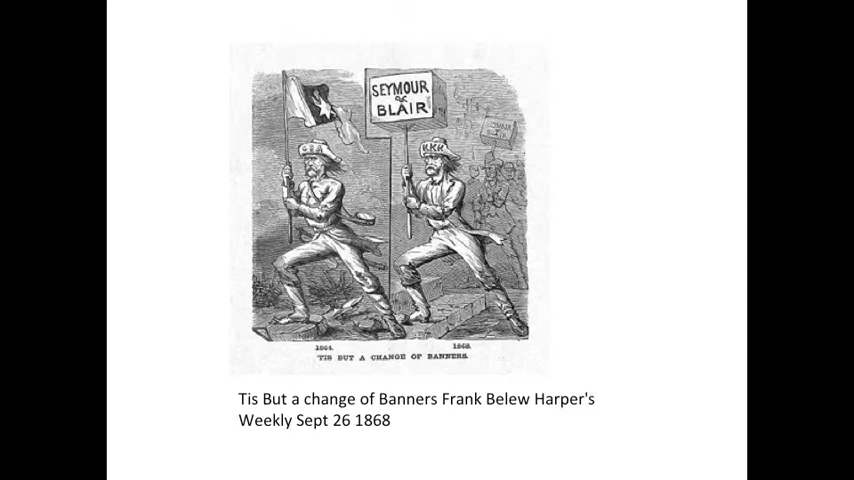 SEYMOUR
&
BLAIR
CSA
KKK
1864.
1868.
'TIS BUT A CHANGE OF BANNERS.
Tis But a change of Banners Frank Belew Harper's
Weekly Sept 26 1868